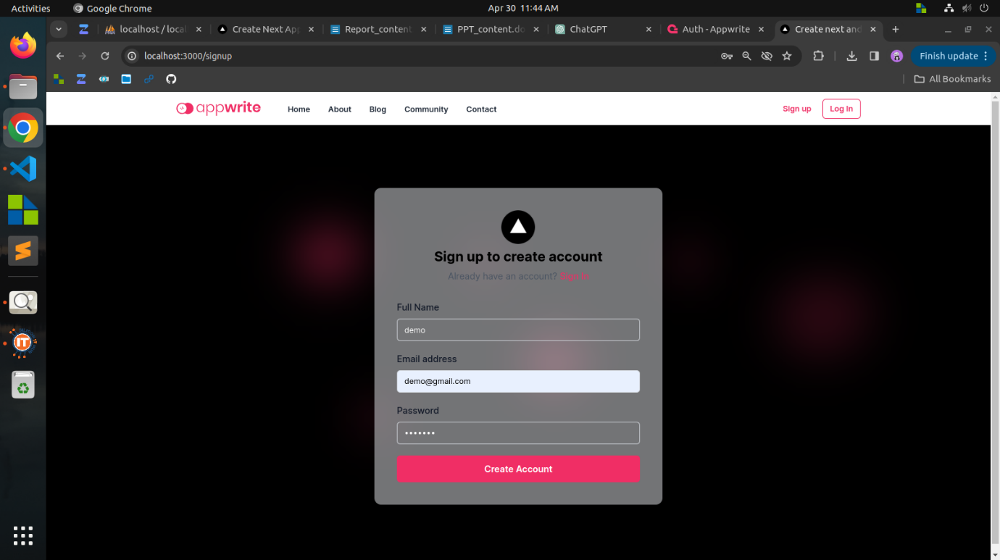 Activities Google Chrome Apr 30 11:44 AM
localhost / local Create Next App Report_content. PPT_content.do ChatGPT Auth - Appwrite Create next and
localhost:3000/signup Finish update
All Bookmarks
appwrite Home About Blog Community Contact Sign up Log In
Sign up to create account
Already have an account? Sign In
Full Name
demo
Email address
demo@gmail.com
Password
•••••••
Create Account